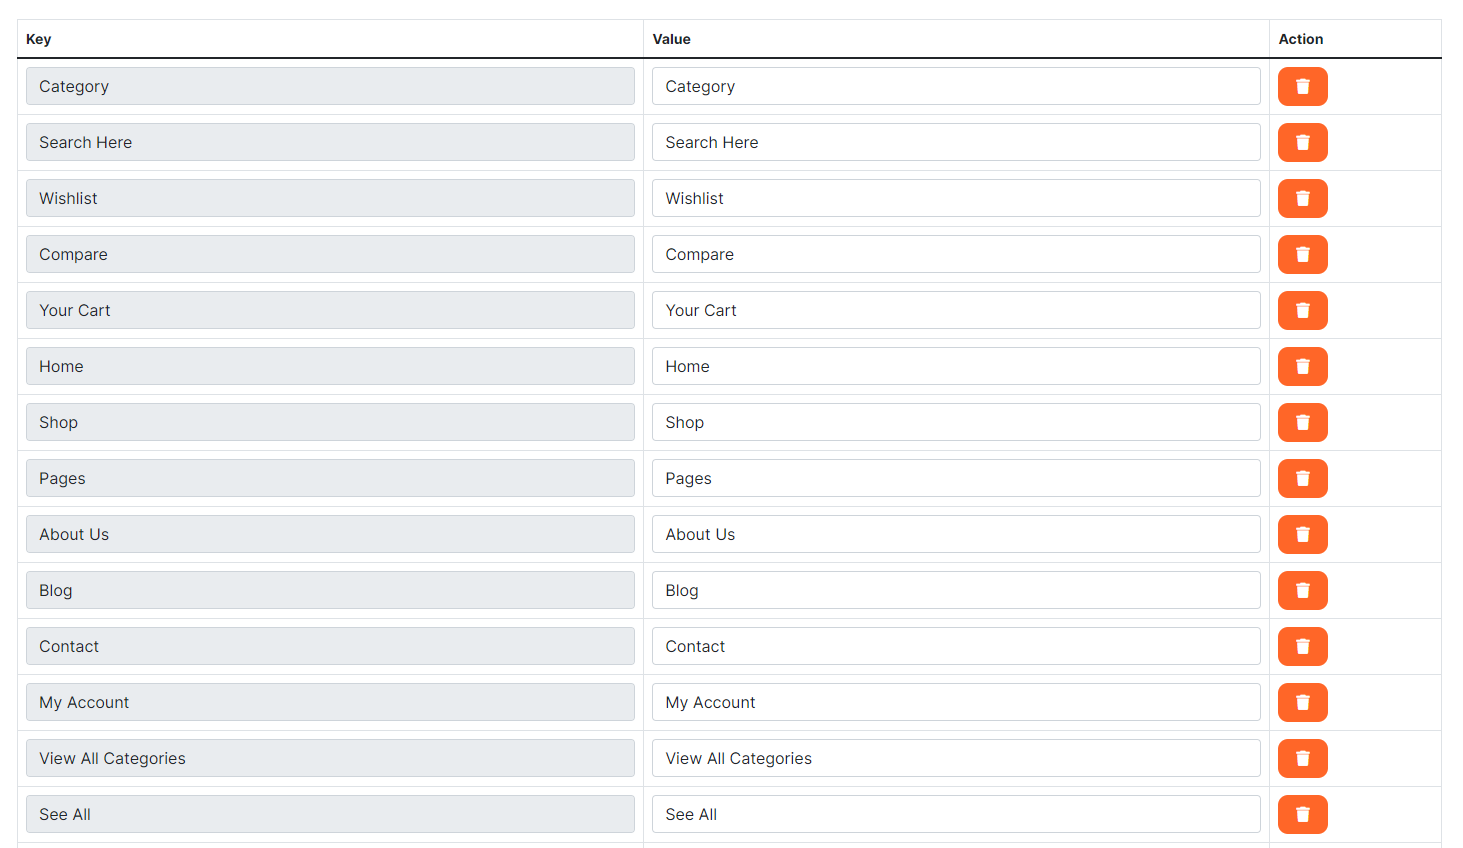 Key Value Action
Category Category
Search Here Search Here
Wishlist Wishlist
Compare Compare
Your Cart Your Cart
Home Home
Shop Shop
Pages Pages
About Us About Us
Blog Blog
Contact Contact
My Account My Account
View All Categories View All Categories
See All See All